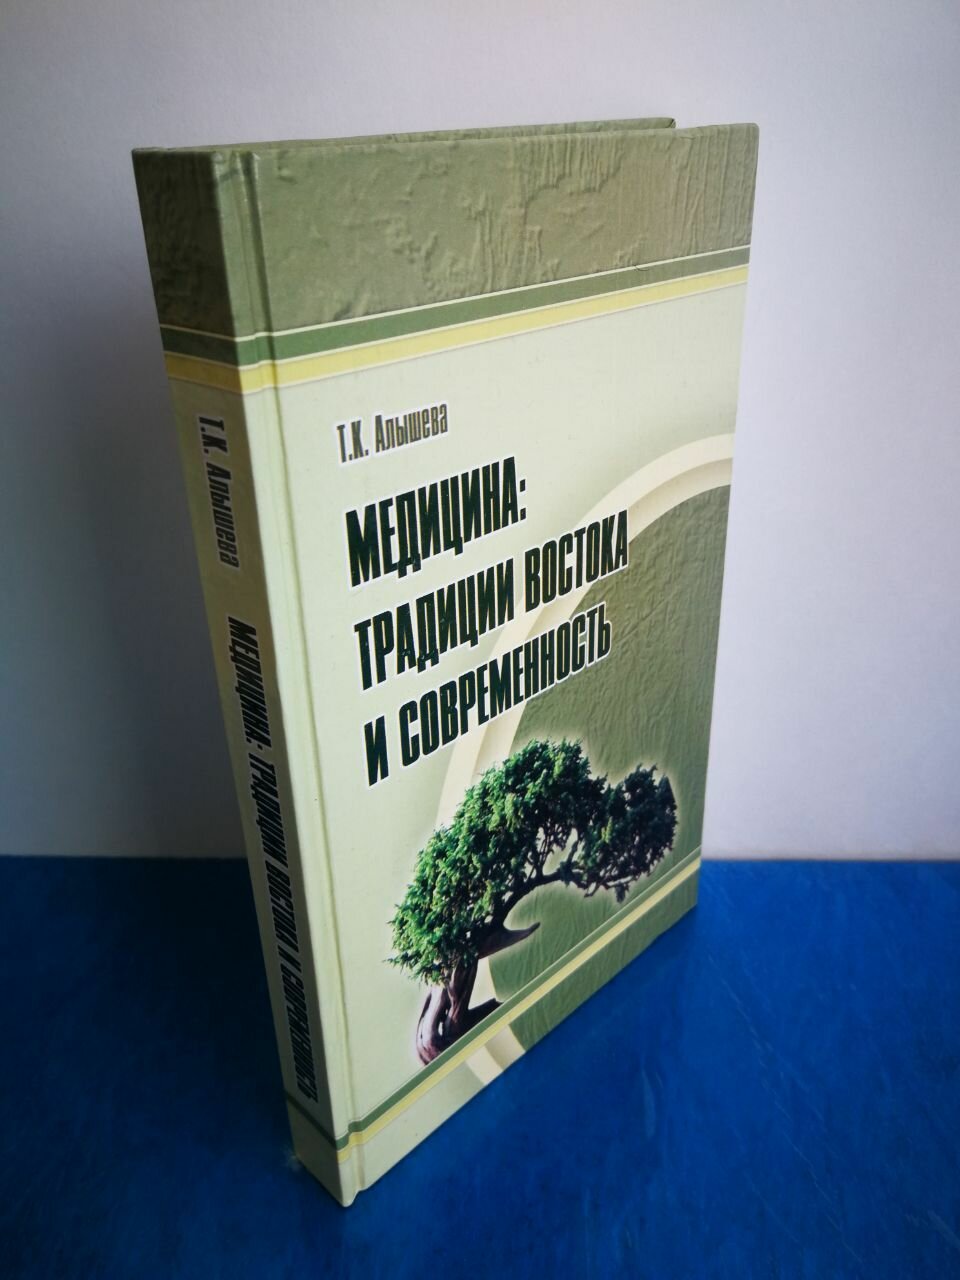 Т.К. Алышева
МЕДИЦИНА:
ТРАДИЦИИ ВОСТОКА
И СОВРЕМЕННОСТЬ
Т.К. Алышева МЕДИЦИНА: ТРАДИЦИИ ВОСТОКА И СОВРЕМЕННОСТЬ